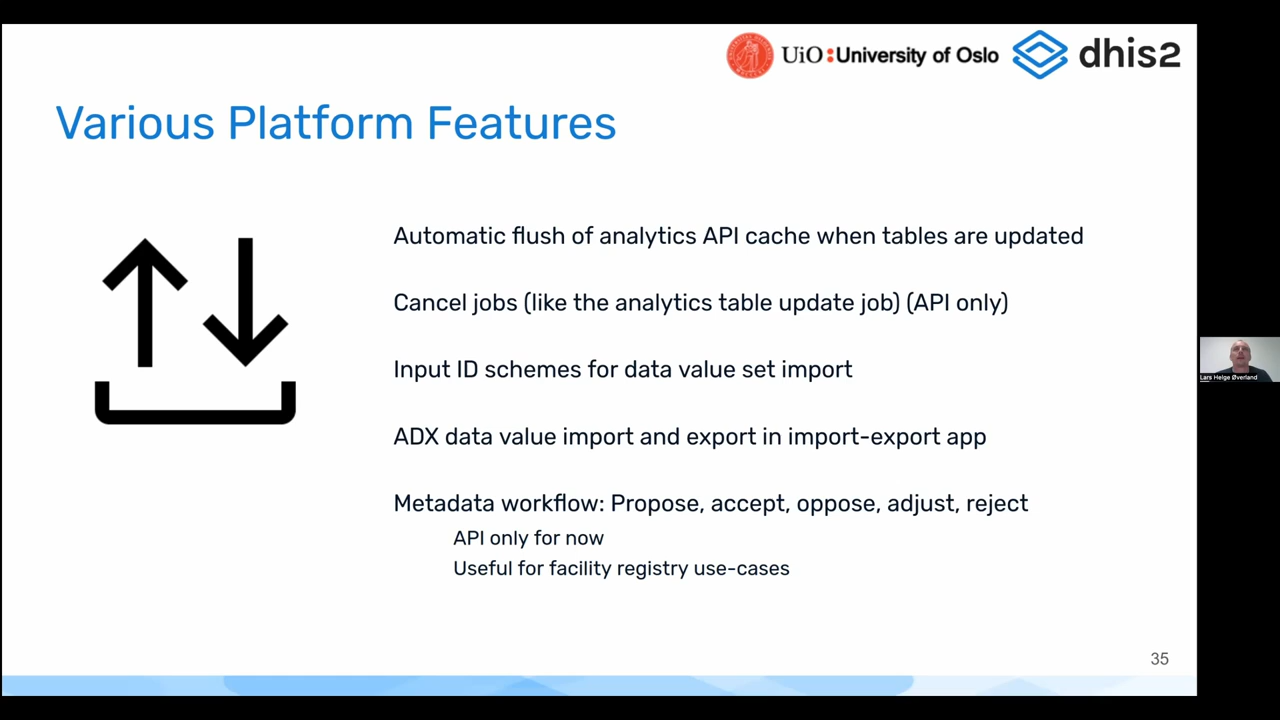 UiO:University of Oslo
dhis2
Various Platform Features
Automatic flush of analytics API cache when tables are updated
Cancel jobs (like the analytics table update job) (API only)
Input ID schemes for data value set import
ADX data value import and export in import-export app
Metadata workflow: Propose, accept, oppose, adjust, reject
API only for now
Useful for facility registry use-cases
Lars Helge Øverland
35